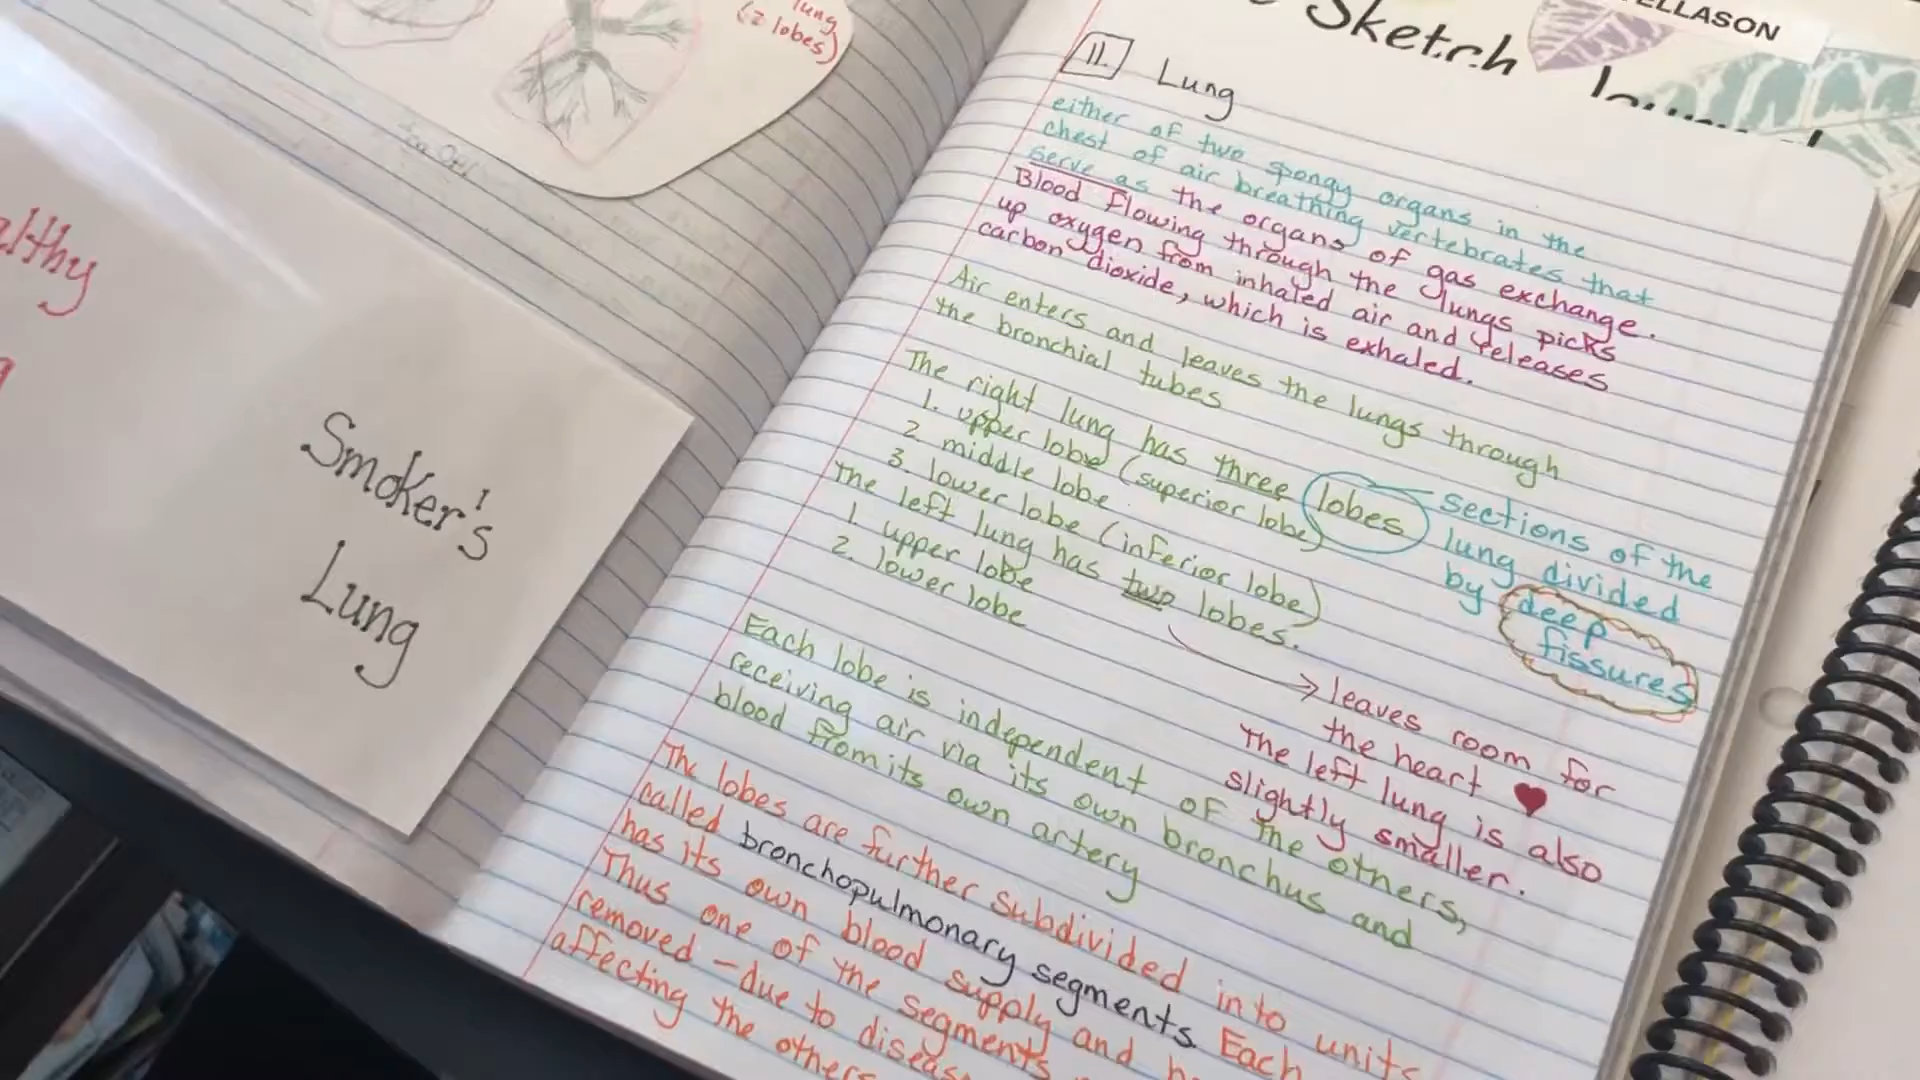 lung
(2 lobes)
Smoker's
Lung
Sketch
ELLASON
11. Lung
either of two spongy organs in the
chest of air breathing vertebrates that
serve as the organs of gas exchange.
Blood flowing through the lungs picks
up oxygen from inhaled air and releases
carbon dioxide, which is exhaled.
Air enters and leaves the lungs through
the bronchial tubes
The right lung has three lobes
1. upper lobe (superior lobe)
2. middle lobe
3. lower lobe (inferior lobe)
The left lung has two lobes.
1. upper lobe
2. lower lobe
sections of the
lung divided
by deep
fissures
leaves room for
the heart ♥
The left lung is also
slightly smaller.
Each lobe is independent of the others,
receiving air via its own bronchus and
blood from its own artery
The lobes are further subdivided into units
called bronchopulmonary segments. Each
has its own blood supply and
Thus one of the segments
removed - due to disease
affecting the others